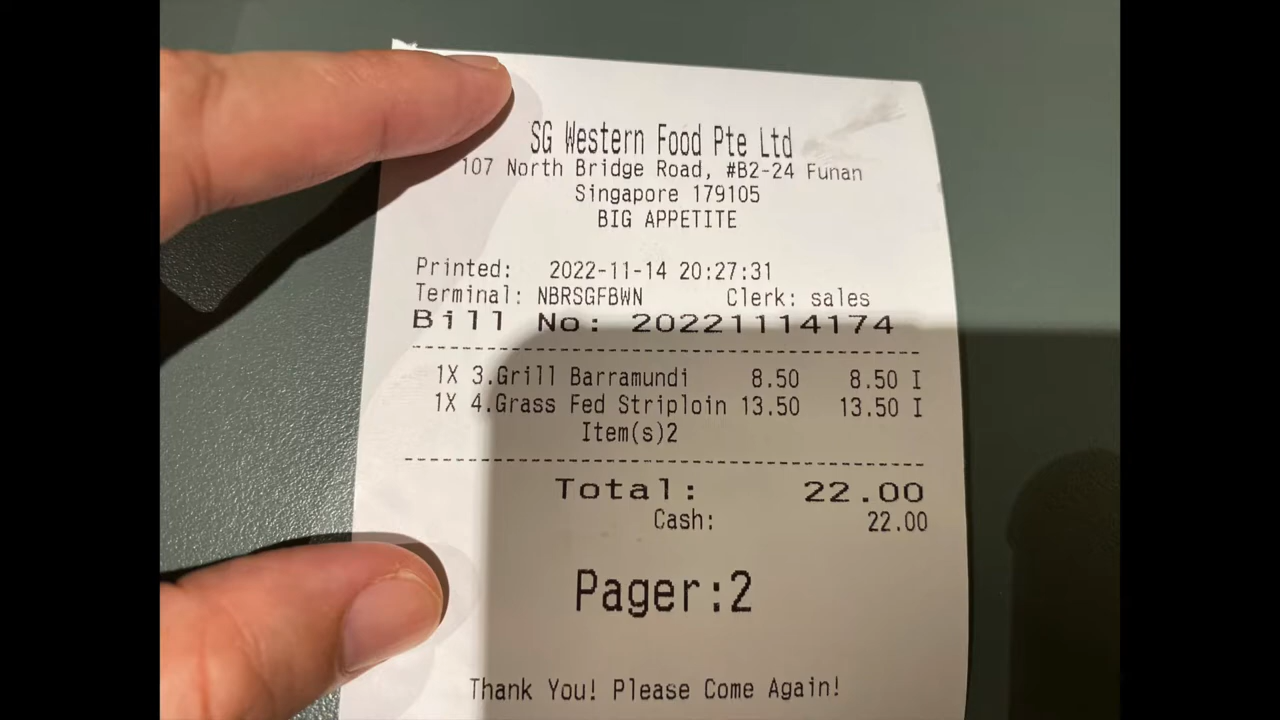 SG Western Food Pte Ltd
107 North Bridge Road, #B2-24 Funan
Singapore 179105
BIG APPETITE
Printed: 2022-11-14 20:27:31
Terminal: NBRSGFBWN Clerk: sales
Bill No: 20221114174
1X 3.Grill Barramundi 8.50 8.50 I
1X 4.Grass Fed Striploin 13.50 13.50 I
Item(s)2
Total: 22.00
Cash: 22.00
Pager:2
Thank You! Please Come Again!